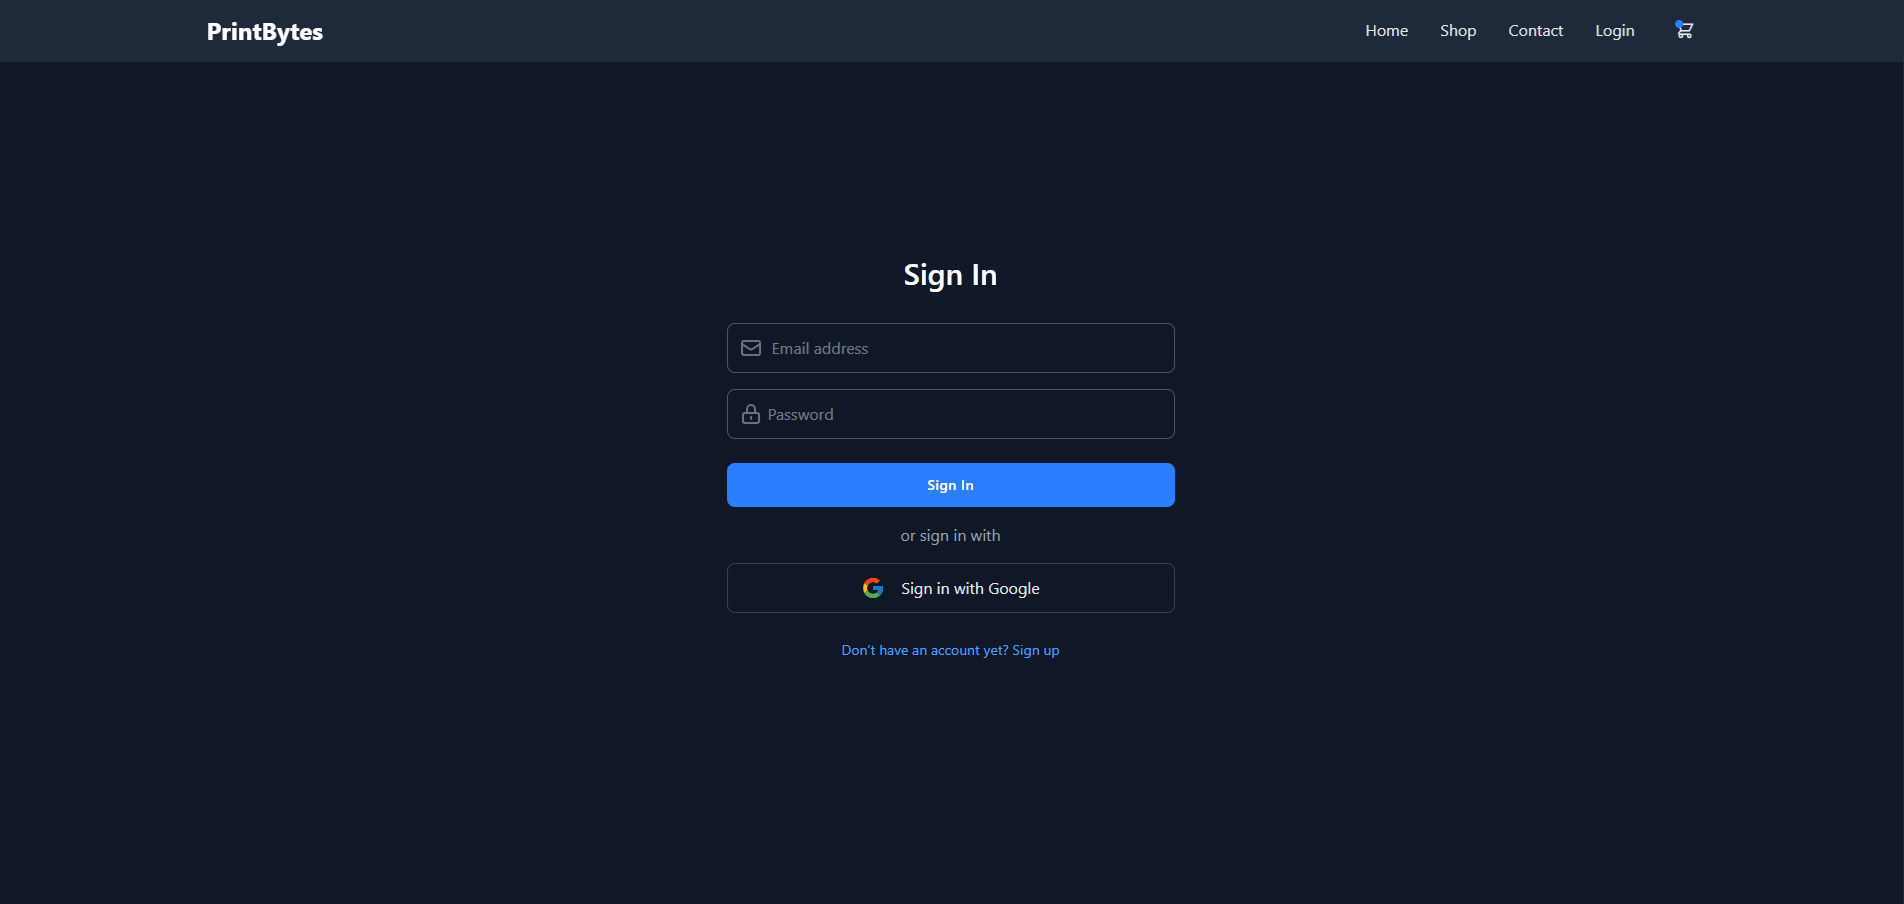 PrintBytes
Home Shop Contact Login
Sign In
Email address
Password
Sign In
or sign in with
Sign in with Google
Don't have an account yet? Sign up